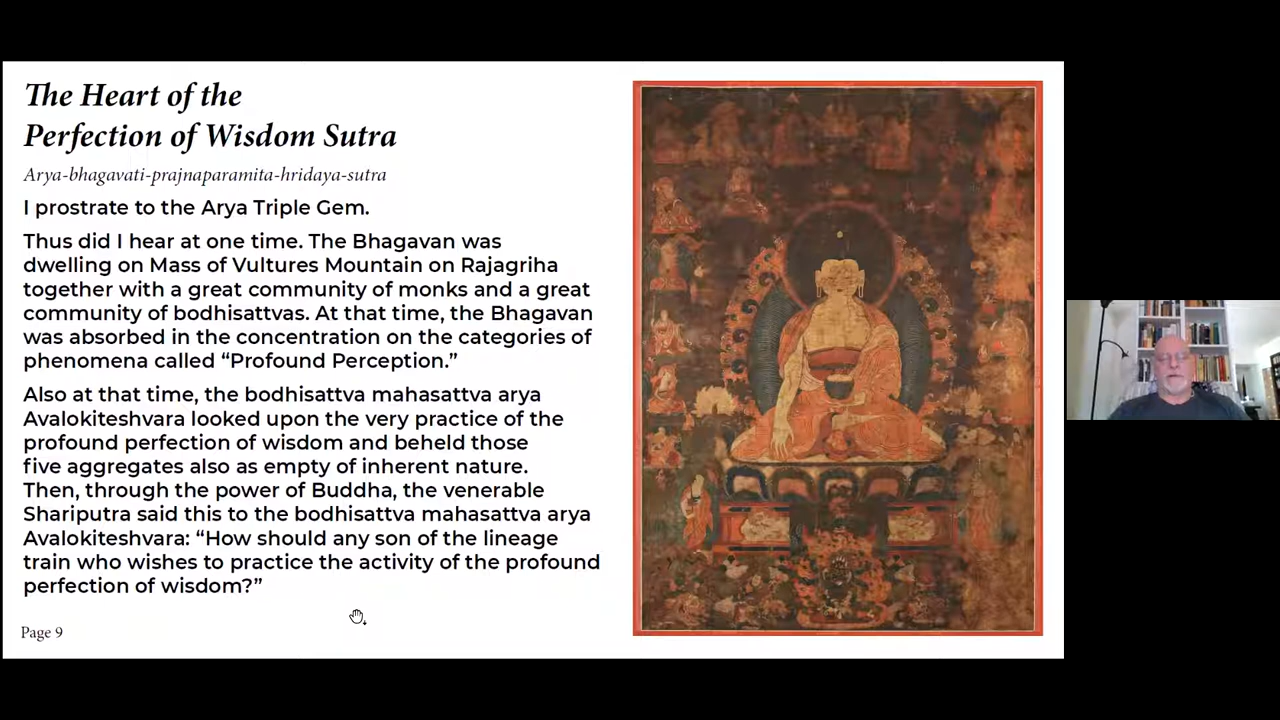 The Heart of the
Perfection of Wisdom Sutra
Arya-bhagavati-prajnaparamita-hridaya-sutra
I prostrate to the Arya Triple Gem.
Thus did I hear at one time. The Bhagavan was
dwelling on Mass of Vultures Mountain on Rajagriha
together with a great community of monks and a great
community of bodhisattvas. At that time, the Bhagavan
was absorbed in the concentration on the categories of
phenomena called “Profound Perception.”
Also at that time, the bodhisattva mahasattva arya
Avalokiteshvara looked upon the very practice of the
profound perfection of wisdom and beheld those
five aggregates also as empty of inherent nature.
Then, through the power of Buddha, the venerable
Shariputra said this to the bodhisattva mahasattva arya
Avalokiteshvara: “How should any son of the lineage
train who wishes to practice the activity of the profound
perfection of wisdom?”
Page 9